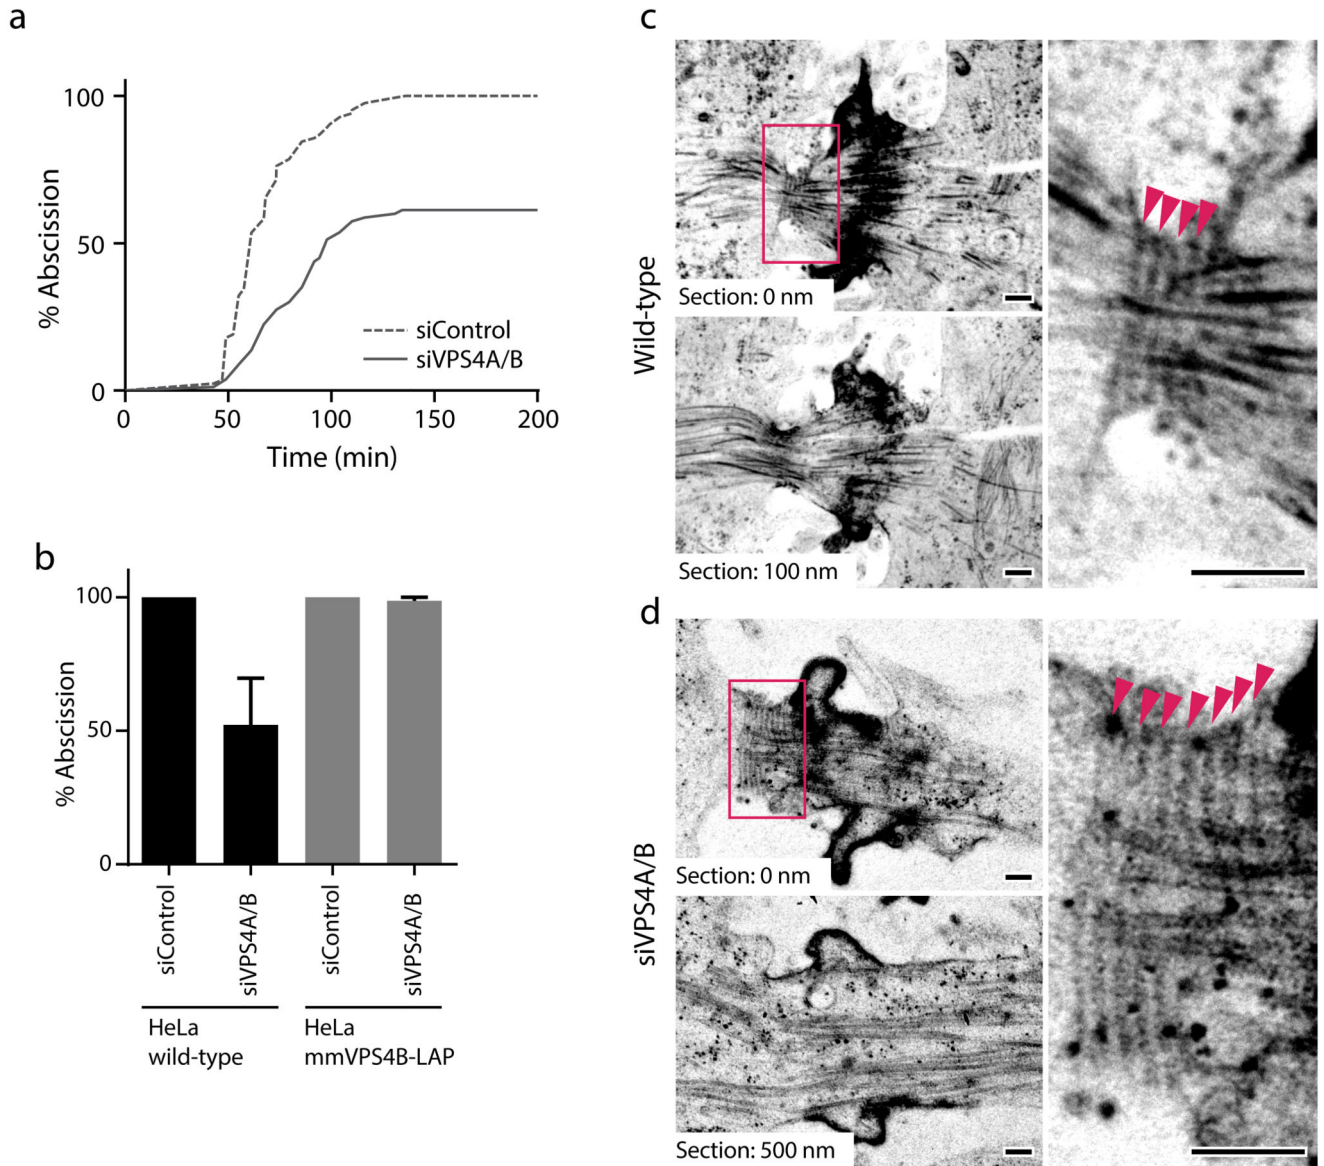 a
100
50
0
% Abscission
siControl
siVPS4A/B
0
50
100
150
200
Time (min)
b
100
50
0
% Abscission
siControl
siVPS4A/B
siControl
siVPS4A/B
HeLa
wild-type
HeLa
mmVPS4B-LAP
c
Wild-type
Section: 0 nm
Section: 100 nm
d
siVPS4A/B
Section: 0 nm
Section: 500 nm